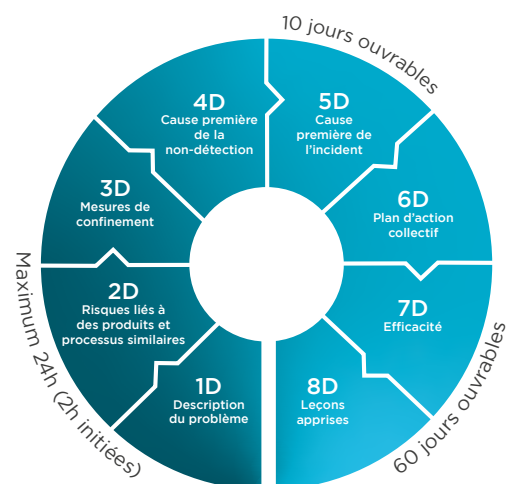 10 jours ouvrables
4D
Cause première
de la
non-détection
5D
Cause
première de
l'incident
3D
Mesures de
confinement
6D
Plan d'action
collectif
2D
Risques liés à
des produits et
processus similaires
7D
Efficacité
1D
Description
du problème
8D
Leçons
apprises
Maximum 24h (2h initiées)
60 jours ouvrables